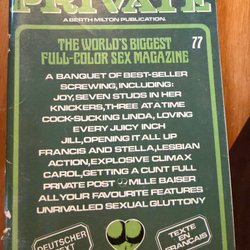 PRIVATE
A BERTH MILTON PUBLICATION.
THE WORLD'S BIGGEST
FULL-COLOR SEX MAGAZINE
77
A BANQUET OF BEST-SELLER
SCREWING, INCLUDING:
JOY, SEVEN STUDS IN HER
KNICKERS, THREE AT A TIME
COCK-SUCKING LINDA, LOVING
EVERY JUICY INCH
JILL, OPENING IT ALL UP
FRANCIS AND STELLA, LESBIAN
ACTION, EXPLOSIVE CLIMAX
CAROL, GETTING A CUNT FULL
PRIVATE POST MLLE BAISER
ALL YOUR FAVOURITE FEATURES
UNRIVALLED SEXUAL GLUTTONY
DEUTSCHER
TEXT
TEXTE EN
FRANÇAIS